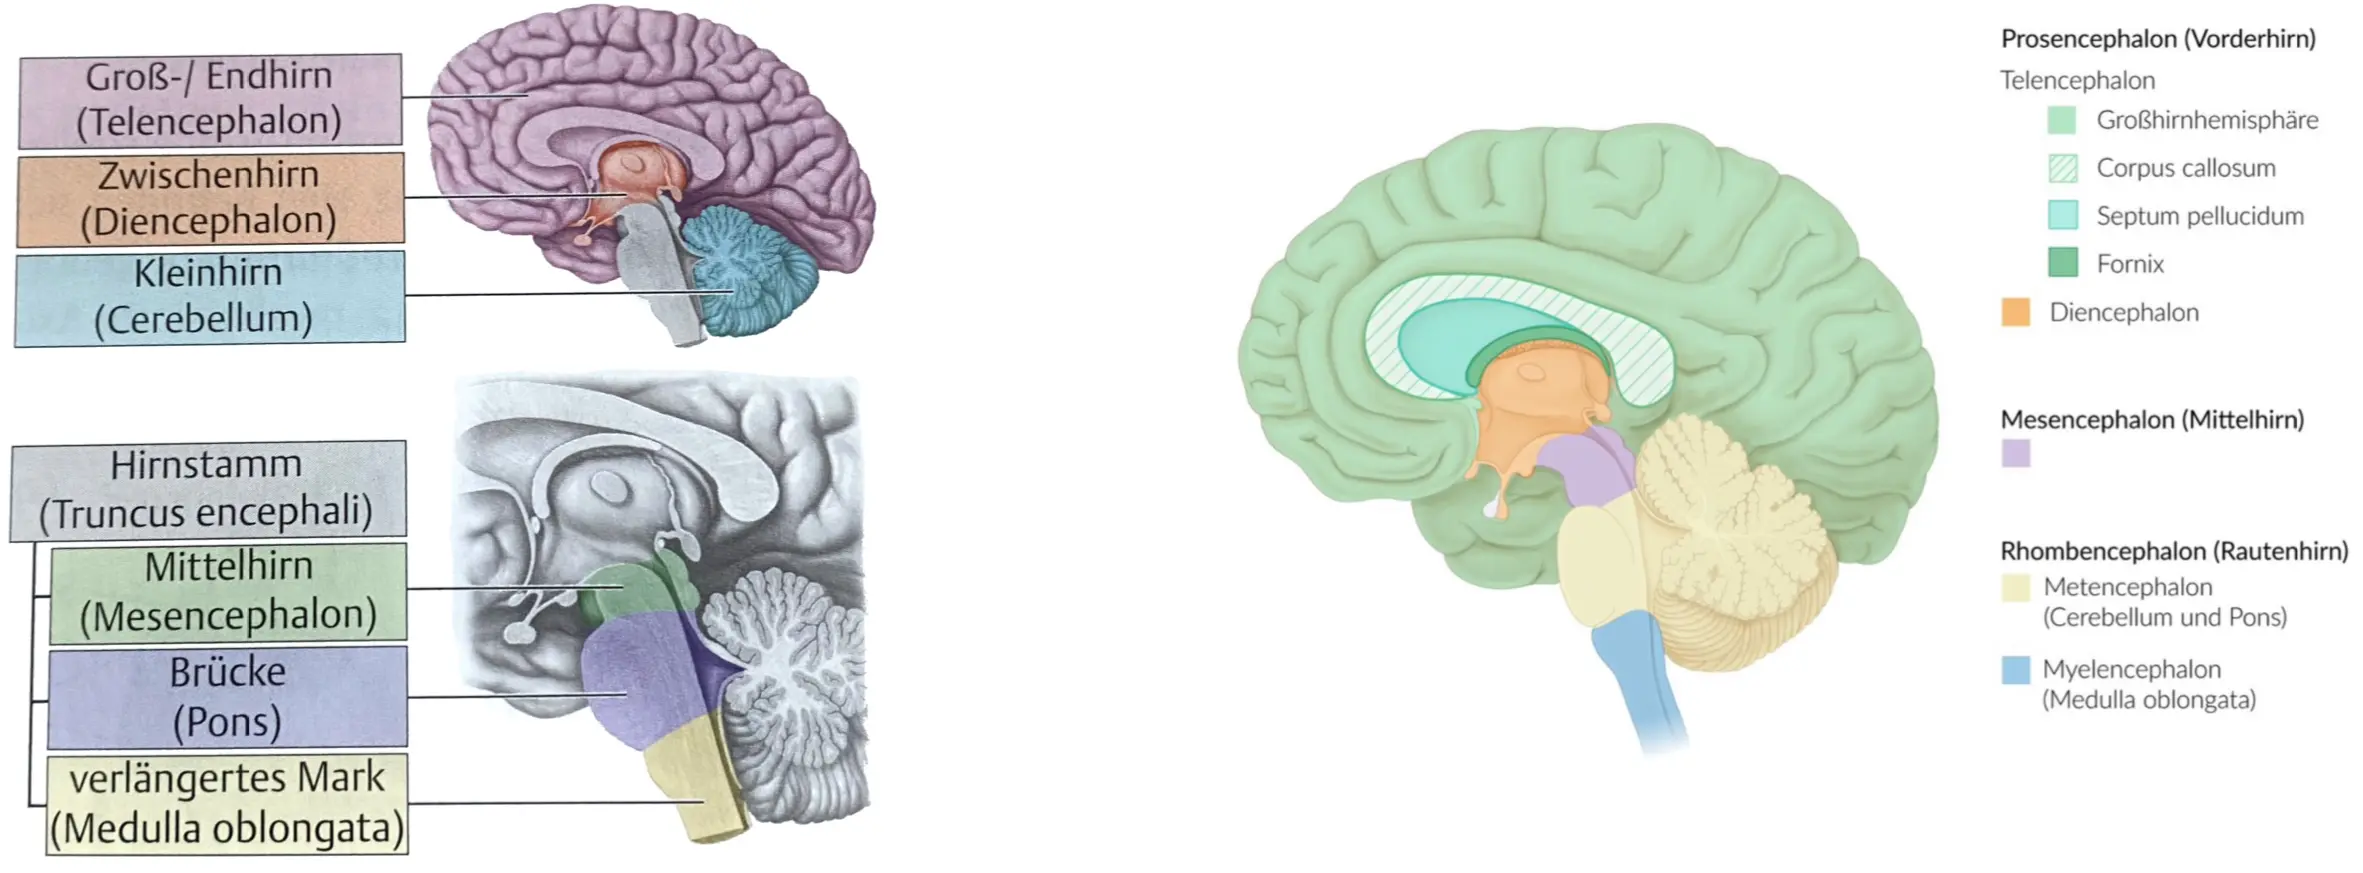 Groß-/ Endhirn
(Telencephalon)
Zwischenhirn
(Diencephalon)
Kleinhirn
(Cerebellum)
Hirnstamm
(Truncus encephali)
Mittelhirn
(Mesencephalon)
Brücke
(Pons)
verlängertes Mark
(Medulla oblongata)
Prosencephalon (Vorderhirn)
Telencephalon
Großhirnhemisphäre
Corpus callosum
Septum pellucidum
Fornix
Diencephalon
Mesencephalon (Mittelhirn)
Rhombencephalon (Rautenhirn)
Metencephalon
(Cerebellum und Pons)
Myelencephalon
(Medulla oblongata)